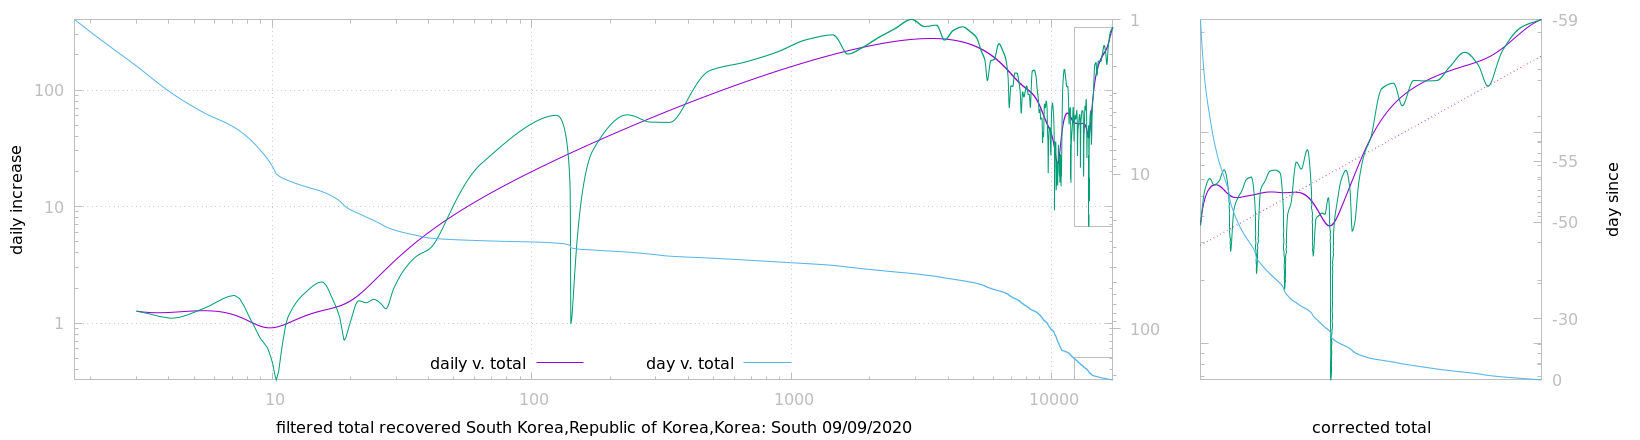 daily increase
100
10
1
daily v. total
day v. total
10
100
1000
10000
1
10
100
filtered total recovered South Korea,Republic of Korea,Korea: South 09/09/2020
-59
-55
-50
-30
0
day since
corrected total